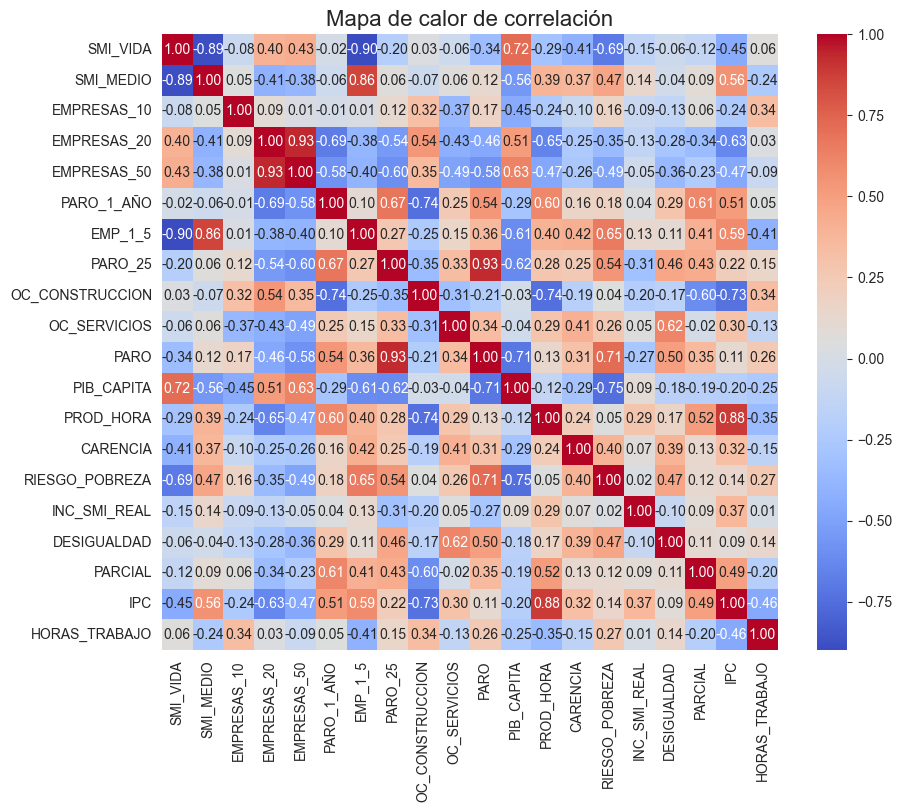 Mapa de calor de correlación
SMI_VIDA 1.00 -0.89 -0.08 0.40 0.43 -0.02 -0.90 -0.20 0.03 -0.06 -0.34 0.72 -0.29 -0.41 -0.69 -0.15 -0.06 -0.12 -0.45 0.06
SMI_MEDIO -0.89 1.00 0.05 -0.41 -0.38 -0.06 0.86 0.06 -0.07 0.06 0.12 -0.56 0.39 0.37 0.47 0.14 -0.04 0.09 0.56 -0.24
EMPRESAS_10 -0.08 0.05 1.00 0.09 0.01 -0.01 0.01 0.12 0.32 -0.37 0.17 -0.45 -0.24 -0.10 0.16 -0.09 -0.13 0.06 -0.24 0.34
EMPRESAS_20 0.40 -0.41 0.09 1.00 0.93 -0.69 -0.38 -0.54 0.54 -0.43 -0.46 0.51 -0.65 -0.25 -0.35 -0.13 -0.28 -0.34 -0.63 0.03
EMPRESAS_50 0.43 -0.38 0.01 0.93 1.00 -0.58 -0.40 -0.60 0.35 -0.49 -0.58 0.63 -0.47 -0.26 -0.49 -0.05 -0.36 -0.23 -0.47 -0.09
PARO_1_AÑO -0.02 -0.06 -0.01 -0.69 -0.58 1.00 0.10 0.67 -0.74 0.25 0.54 -0.29 0.60 0.16 0.18 0.04 0.29 0.61 0.51 0.05
EMP_1_5 -0.90 0.86 0.01 -0.38 -0.40 0.10 1.00 0.27 -0.25 0.15 0.36 -0.61 0.40 0.42 0.65 0.13 0.11 0.41 0.59 -0.41
PARO_25 -0.20 0.06 0.12 -0.54 -0.60 0.67 0.27 1.00 -0.35 0.33 0.93 -0.62 0.28 0.25 0.54 -0.31 0.46 0.43 0.22 0.15
OC_CONSTRUCCION 0.03 -0.07 0.32 0.54 0.35 -0.74 -0.25 -0.35 1.00 -0.31 -0.21 -0.03 -0.74 -0.19 0.04 -0.20 -0.17 -0.60 -0.73 0.34
OC_SERVICIOS -0.06 0.06 -0.37 -0.43 -0.49 0.25 0.15 0.33 -0.31 1.00 0.34 -0.04 0.29 0.41 0.26 0.05 0.62 -0.02 0.30 -0.13
PARO -0.34 0.12 0.17 -0.46 -0.58 0.54 0.36 0.93 -0.21 0.34 1.00 -0.71 0.13 0.31 0.71 -0.27 0.50 0.35 0.11 0.26
PIB_CAPITA 0.72 -0.56 -0.45 0.51 0.63 -0.29 -0.61 -0.62 -0.03 -0.04 -0.71 1.00 -0.12 -0.29 -0.75 0.09 -0.18 -0.19 -0.20 -0.25
PROD_HORA -0.29 0.39 -0.24 -0.65 -0.47 0.60 0.40 0.28 -0.74 0.29 0.13 -0.12 1.00 0.24 0.05 0.29 0.17 0.52 0.88 -0.35
CARENCIA -0.41 0.37 -0.10 -0.25 -0.26 0.16 0.42 0.25 -0.19 0.41 0.31 -0.29 0.24 1.00 0.40 0.07 0.39 0.13 0.32 -0.15
RIESGO_POBREZA -0.69 0.47 0.16 -0.35 -0.49 0.18 0.65 0.54 0.04 0.26 0.71 -0.75 0.05 0.40 1.00 0.02 0.47 0.12 0.14 0.27
INC_SMI_REAL -0.15 0.14 -0.09 -0.13 -0.05 0.04 0.13 -0.31 -0.20 0.05 -0.27 0.09 0.29 0.07 0.02 1.00 -0.10 0.09 0.37 0.01
DESIGUALDAD -0.06 -0.04 -0.13 -0.28 -0.36 0.29 0.11 0.46 -0.17 0.62 0.50 -0.18 0.17 0.39 0.47 -0.10 1.00 0.11 0.09 0.14
PARCIAL -0.12 0.09 0.06 -0.34 -0.23 0.61 0.41 0.43 -0.60 -0.02 0.35 -0.19 0.52 0.13 0.12 0.09 0.11 1.00 0.49 -0.20
IPC -0.45 0.56 -0.24 -0.63 -0.47 0.51 0.59 0.22 -0.73 0.30 0.11 -0.20 0.88 0.32 0.14 0.37 0.09 0.49 1.00 -0.46
HORAS_TRABAJO 0.06 -0.24 0.34 0.03 -0.09 0.05 -0.41 0.15 0.34 -0.13 0.26 -0.25 -0.35 -0.15 0.27 0.01 0.14 -0.20 -0.46 1.00
SMI_VIDA
SMI_MEDIO
EMPRESAS_10
EMPRESAS_20
EMPRESAS_50
PARO_1_AÑO
EMP_1_5
PARO_25
OC_CONSTRUCCION
OC_SERVICIOS
PARO
PIB_CAPITA
PROD_HORA
CARENCIA
RIESGO_POBREZA
INC_SMI_REAL
DESIGUALDAD
PARCIAL
IPC
HORAS_TRABAJO
1.00
0.75
0.50
0.25
0.00
−0.25
−0.50
−0.75